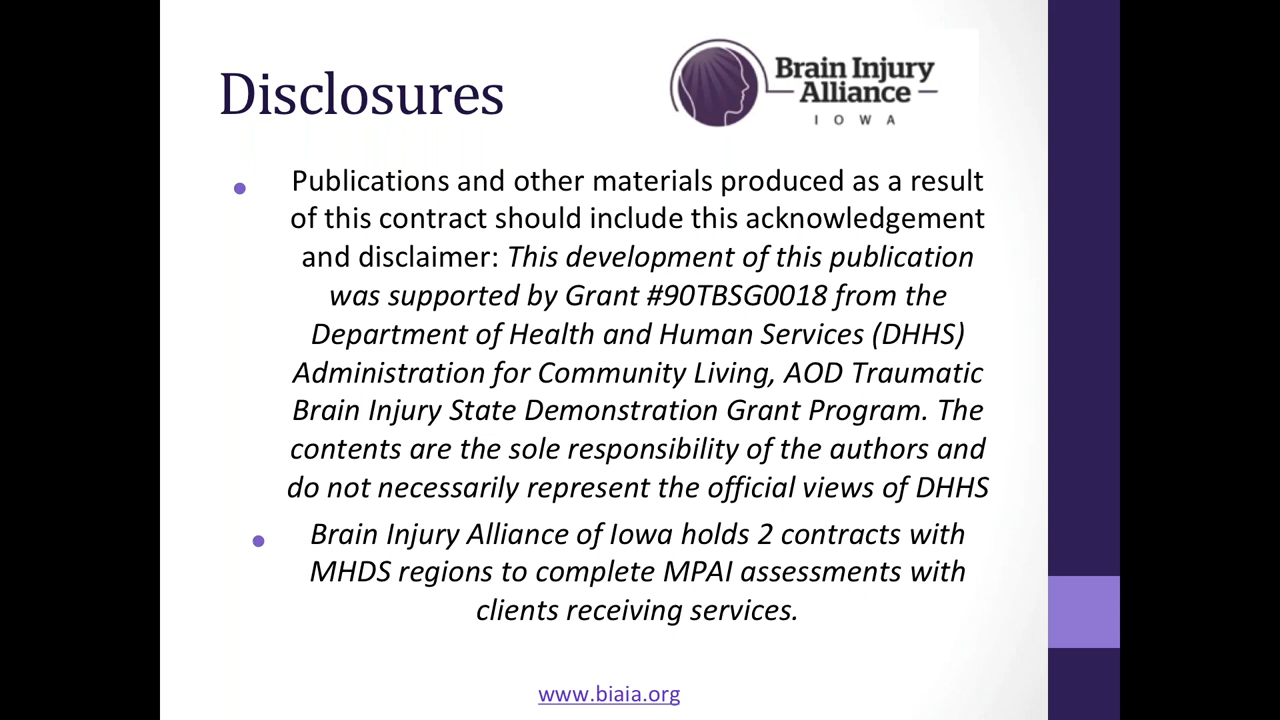 Disclosures
Brain Injury
Alliance
IOWA
• Publications and other materials produced as a result
of this contract should include this acknowledgement
and disclaimer: This development of this publication
was supported by Grant #90TBSG0018 from the
Department of Health and Human Services (DHHS)
Administration for Community Living, AOD Traumatic
Brain Injury State Demonstration Grant Program. The
contents are the sole responsibility of the authors and
do not necessarily represent the official views of DHHS
• Brain Injury Alliance of Iowa holds 2 contracts with
MHDS regions to complete MPAI assessments with
clients receiving services.
www.biaia.org